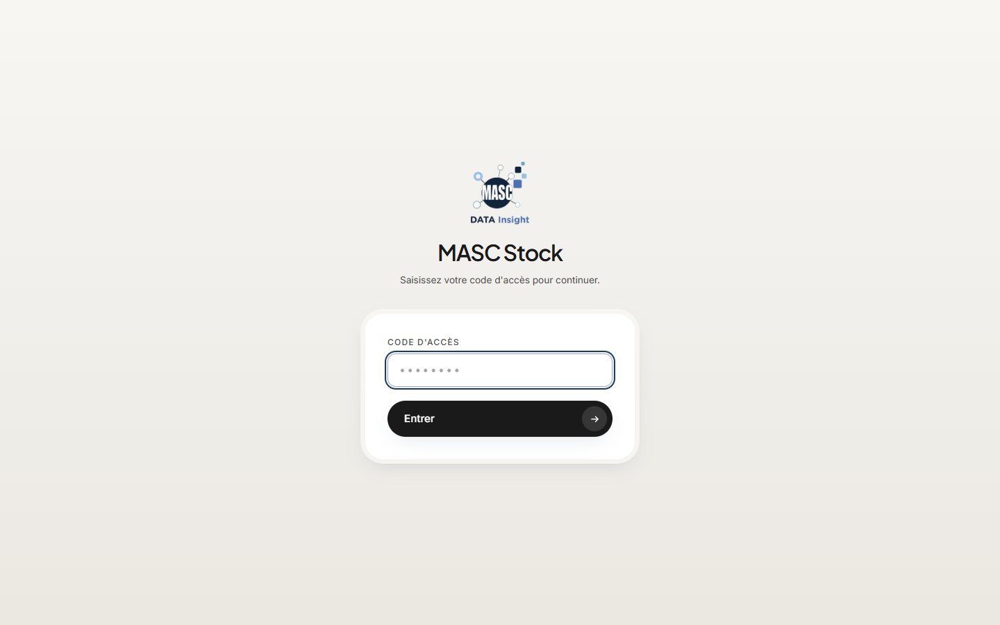 MASC
DATA Insight
MASC Stock
Saisissez votre code d'accès pour continuer.
CODE D'ACCÈS
••••••••
Entrer →